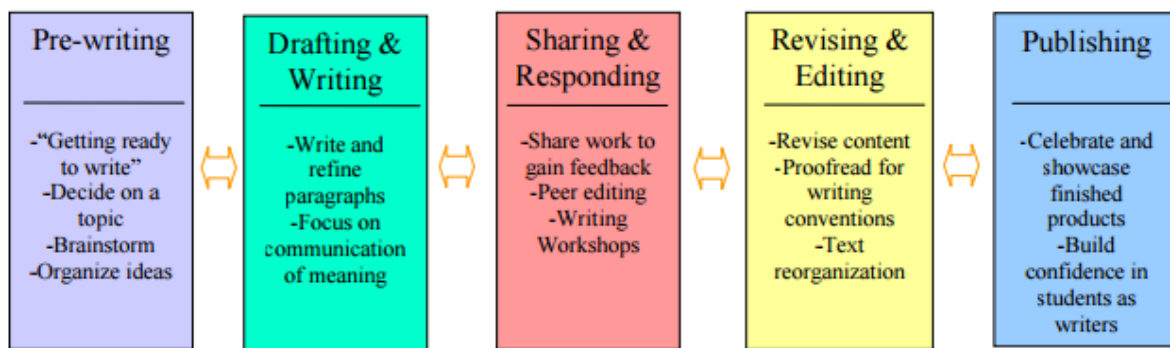 Pre-writing
-“Getting ready
to write”
-Decide on a
topic
-Brainstorm
-Organize ideas
Drafting &
Writing
-Write and
refine
paragraphs
-Focus on
communication
of meaning
Sharing &
Responding
-Share work to
gain feedback
-Peer editing
-Writing
Workshops
Revising &
Editing
-Revise content
-Proofread for
writing
conventions
-Text
reorganization
Publishing
-Celebrate and
showcase
finished
products
-Build
confidence in
students as
writers